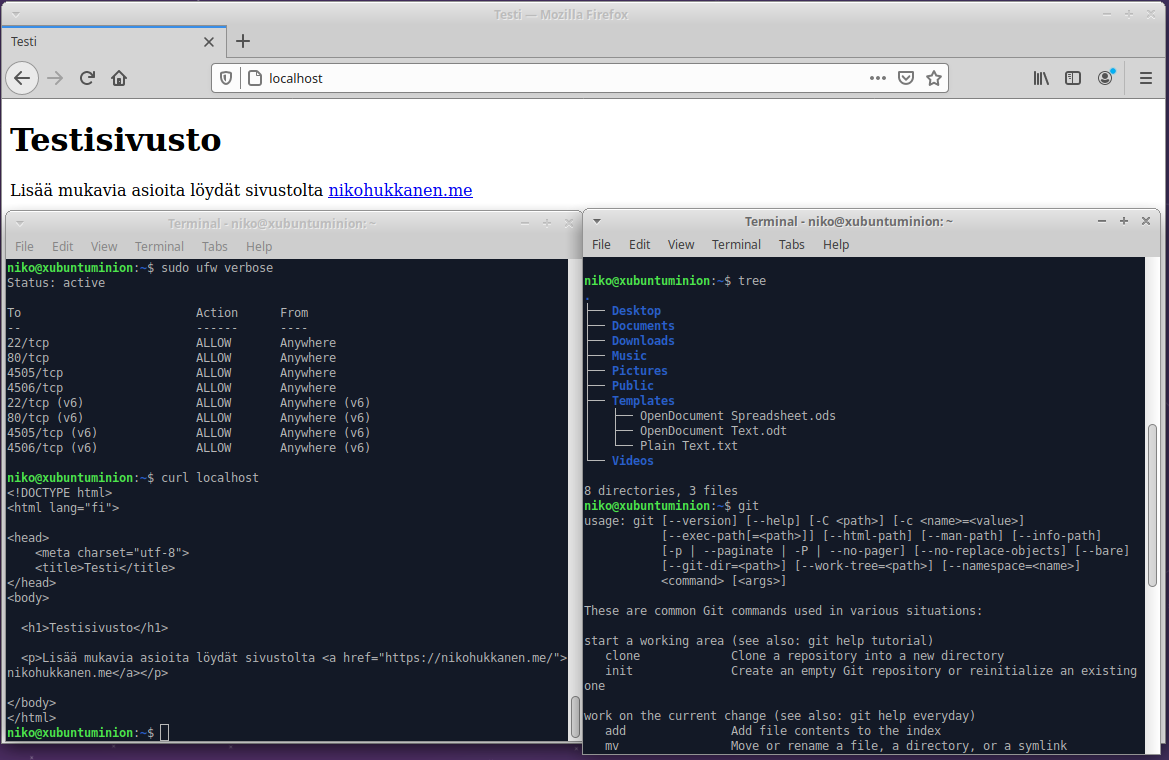 Testi — Mozilla Firefox
Testi
localhost
Testisivusto
Lisää mukavia asioita löydät sivustolta nikohukkanen.me
Terminal - niko@xubuntuminion: ~
File Edit View Terminal Tabs Help
niko@xubuntuminion:~$ sudo ufw verbose
Status: active
To Action From
-- ------ ----
22/tcp ALLOW Anywhere
80/tcp ALLOW Anywhere
4505/tcp ALLOW Anywhere
4506/tcp ALLOW Anywhere
22/tcp (v6) ALLOW Anywhere (v6)
80/tcp (v6) ALLOW Anywhere (v6)
4505/tcp (v6) ALLOW Anywhere (v6)
4506/tcp (v6) ALLOW Anywhere (v6)
niko@xubuntuminion:~$ curl localhost
<!DOCTYPE html>
<html lang="fi">
<head>
<meta charset="utf-8">
<title>Testi</title>
</head>
<body>
<h1>Testisivusto</h1>
<p>Lisää mukavia asioita löydät sivustolta <a href="https://nikohukkanen.me/">
nikohukkanen.me</a></p>
</body>
</html>
niko@xubuntuminion:~$
Terminal - niko@xubuntuminion: ~
File Edit View Terminal Tabs Help
niko@xubuntuminion:~$ tree
.
├── Desktop
├── Documents
├── Downloads
├── Music
├── Pictures
├── Public
├── Templates
│   ├── OpenDocument Spreadsheet.ods
│   ├── OpenDocument Text.odt
│   └── Plain Text.txt
└── Videos
8 directories, 3 files
niko@xubuntuminion:~$ git
usage: git [--version] [--help] [-C <path>] [-c <name>=<value>]
[--exec-path[=<path>]] [--html-path] [--man-path] [--info-path]
[-p | --paginate | -P | --no-pager] [--no-replace-objects] [--bare]
[--git-dir=<path>] [--work-tree=<path>] [--namespace=<name>]
<command> [<args>]
These are common Git commands used in various situations:
start a working area (see also: git help tutorial)
clone Clone a repository into a new directory
init Create an empty Git repository or reinitialize an existing
one
work on the current change (see also: git help everyday)
add Add file contents to the index
mv Move or rename a file, a directory, or a symlink